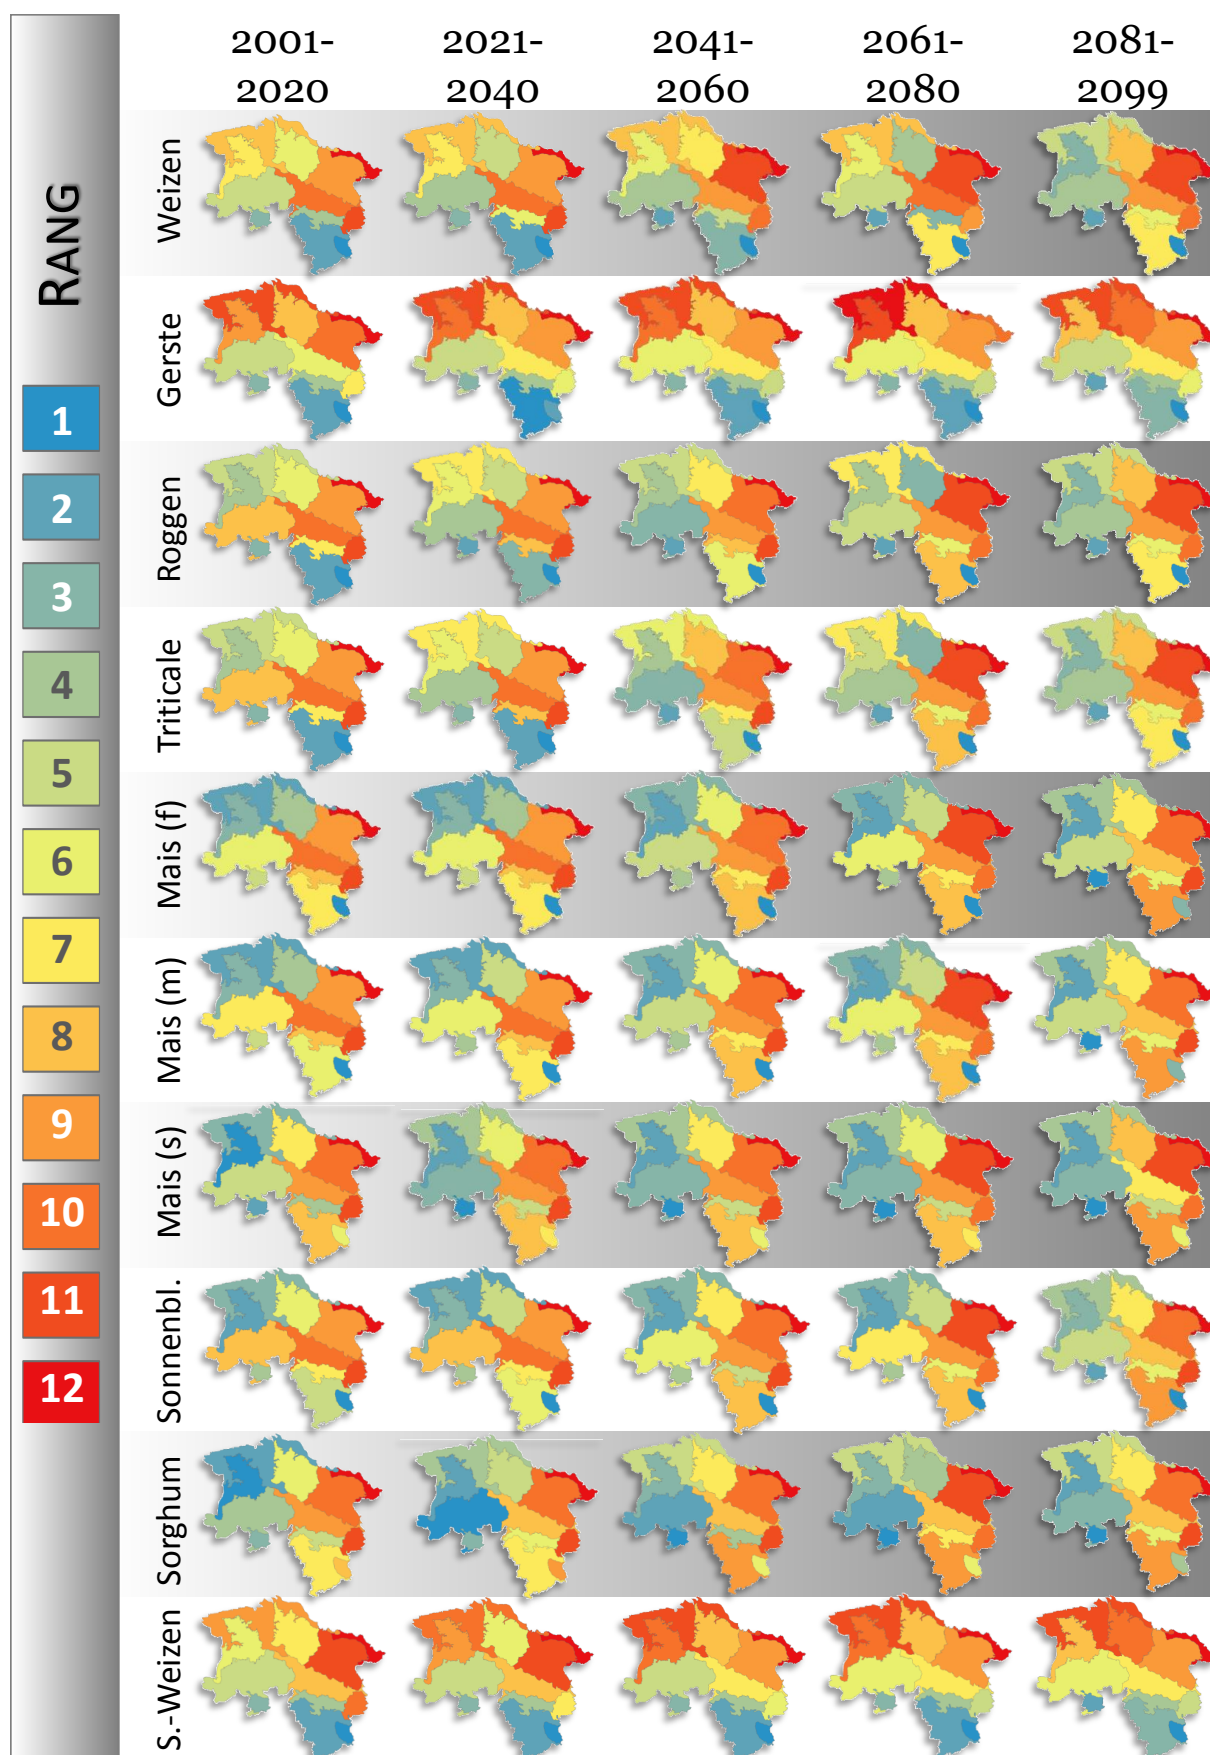 2001-
2020
2021-
2040
2041-
2060
2061-
2080
2081-
2099
RANG
1
2
3
4
5
6
7
8
9
10
11
12
Weizen
Gerste
Roggen
Triticale
Mais (f)
Mais (m)
Mais (s)
Sonnenbl.
Sorghum
S.-Weizen